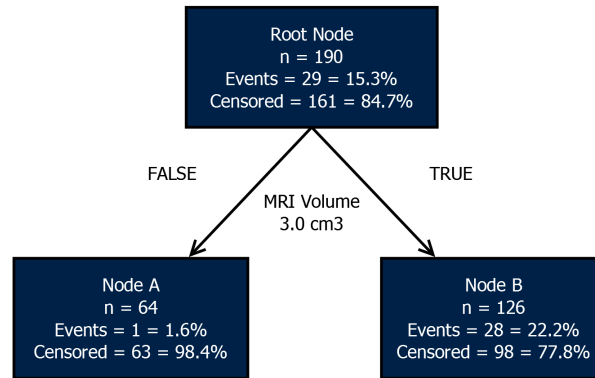 Root Node
n = 190
Events = 29 = 15.3%
Censored = 161 = 84.7%
FALSE
TRUE
MRI Volume
3.0 cm3
Node A
n = 64
Events = 1 = 1.6%
Censored = 63 = 98.4%
Node B
n = 126
Events = 28 = 22.2%
Censored = 98 = 77.8%